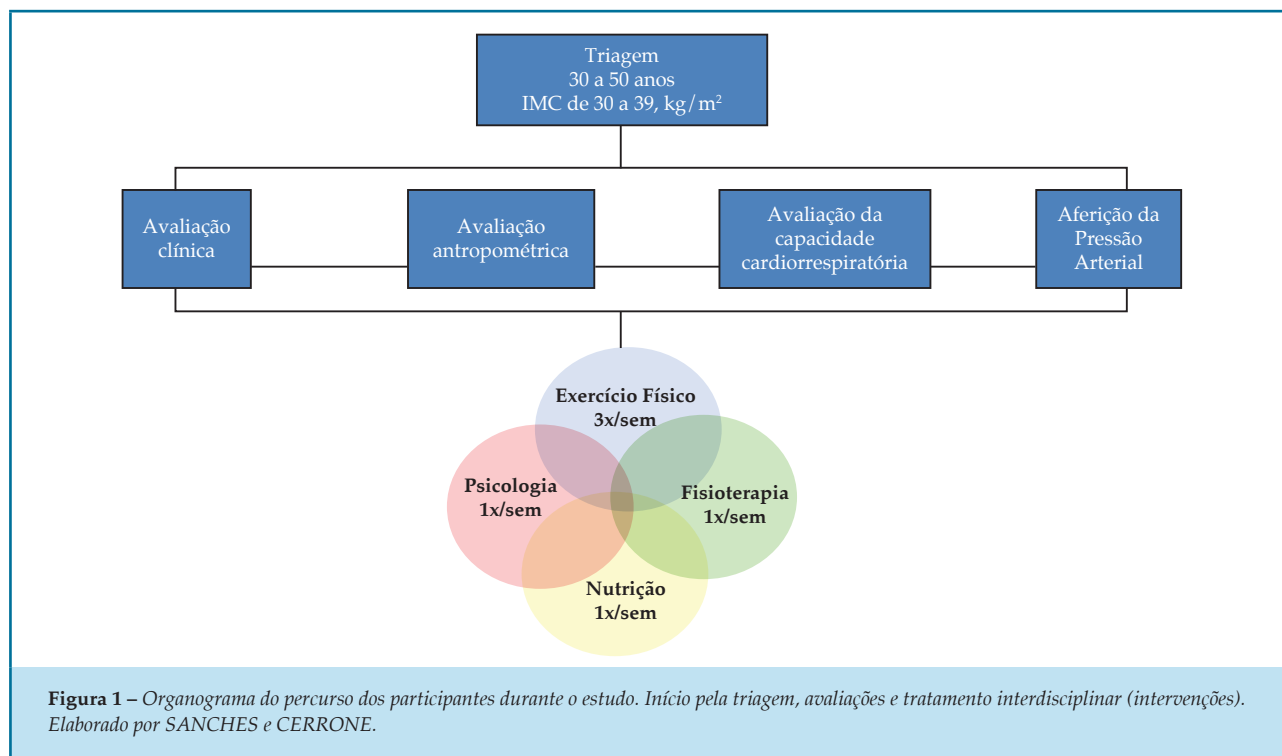 Triagem
30 a 50 anos
IMC de 30 a 39, kg/m²
Avaliação
clínica
Avaliação
antropométrica
Avaliação da
capacidade
cardiorrespiratória
Aferição da
Pressão
Arterial
Exercício Físico
3x/sem
Psicologia
1x/sem
Fisioterapia
1x/sem
Nutrição
1x/sem
Figura 1 – Organograma do percurso dos participantes durante o estudo. Início pela triagem, avaliações e tratamento interdisciplinar (intervenções).
Elaborado por SANCHES e CERRONE.